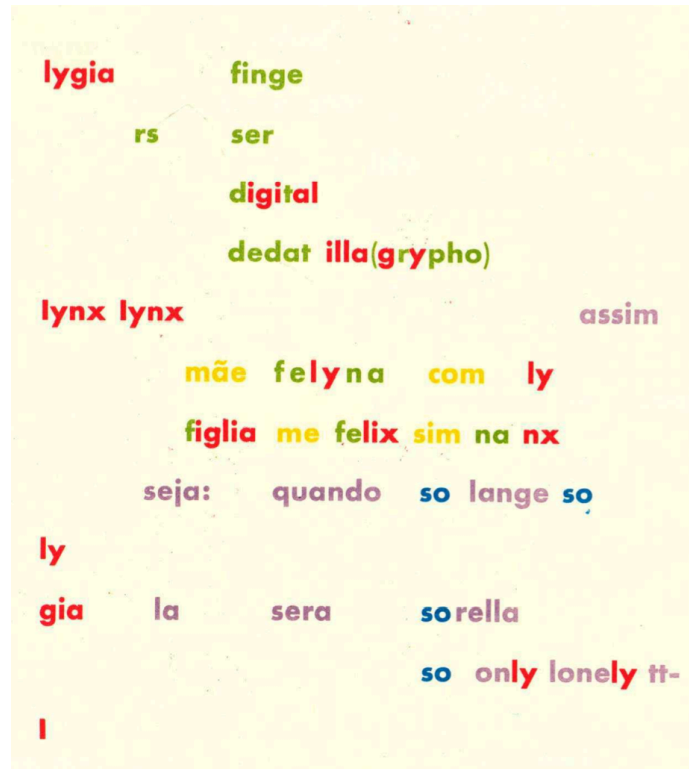 lygia finge
rs ser
digital
dedat illa(grypho)
lynx lynx assim
mãe felyna com ly
figlia me felix sim na nx
seja: quando so lange so
ly
gia la sera sorella
so only lonely tt-
l